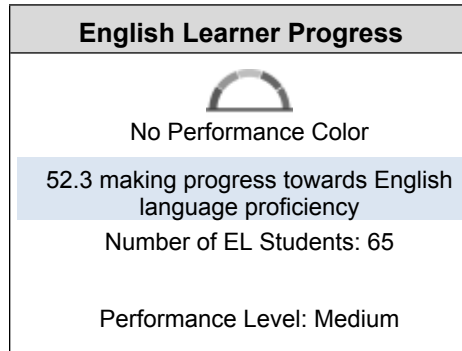 English Learner Progress
No Performance Color
52.3 making progress towards English
language proficiency
Number of EL Students: 65
Performance Level: Medium